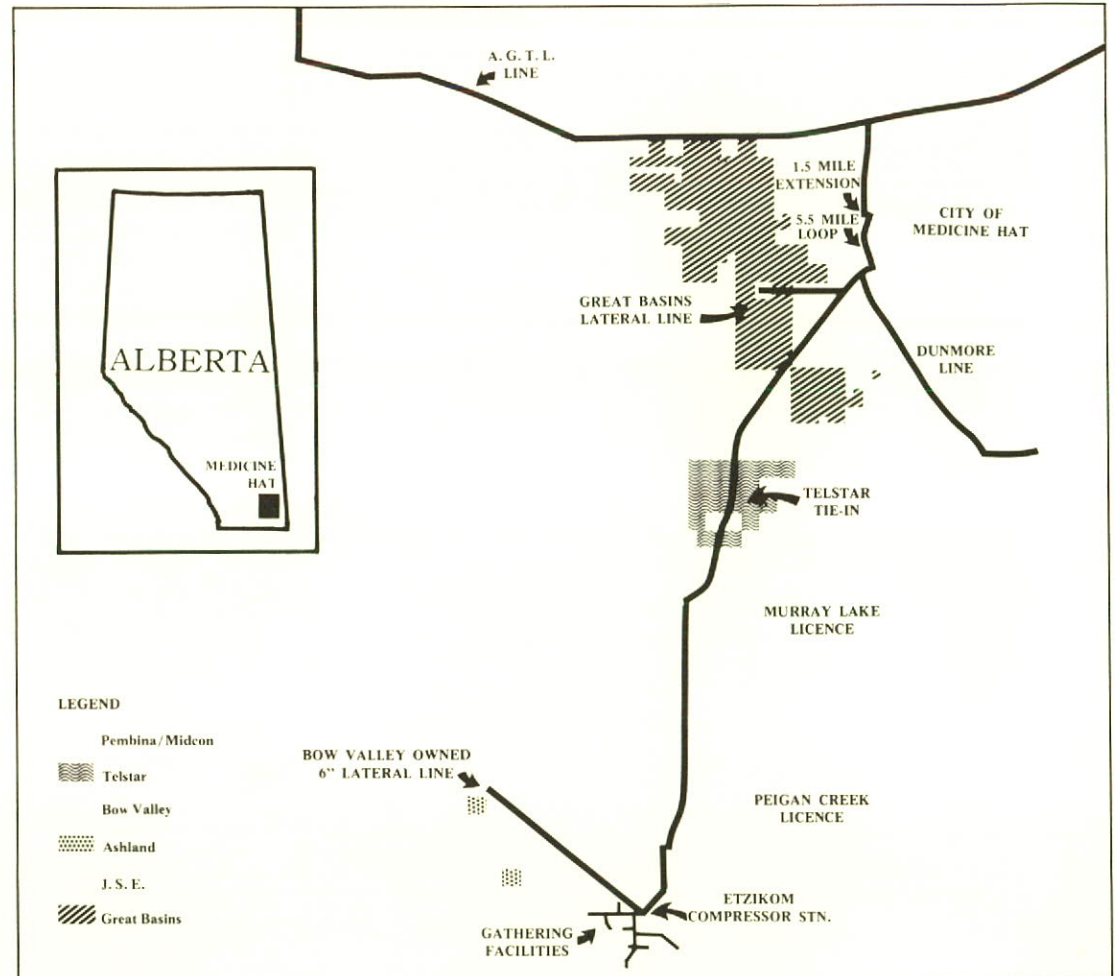 A. G. T. L.
LINE
1.5 MILE
EXTENSION
5.5 MILE
LOOP
CITY OF
MEDICINE HAT
GREAT BASINS
LATERAL LINE
DUNMORE
LINE
ALBERTA
MEDICINE
HAT
TELSTAR
TIE-IN
MURRAY LAKE
LICENCE
LEGEND
Pembina/Midcon
Telstar
Bow Valley
Ashland
J. S. E.
Great Basins
BOW VALLEY OWNED
6" LATERAL LINE
PEIGAN CREEK
LICENCE
ETZIKOM
COMPRESSOR STN.
GATHERING
FACILITIES